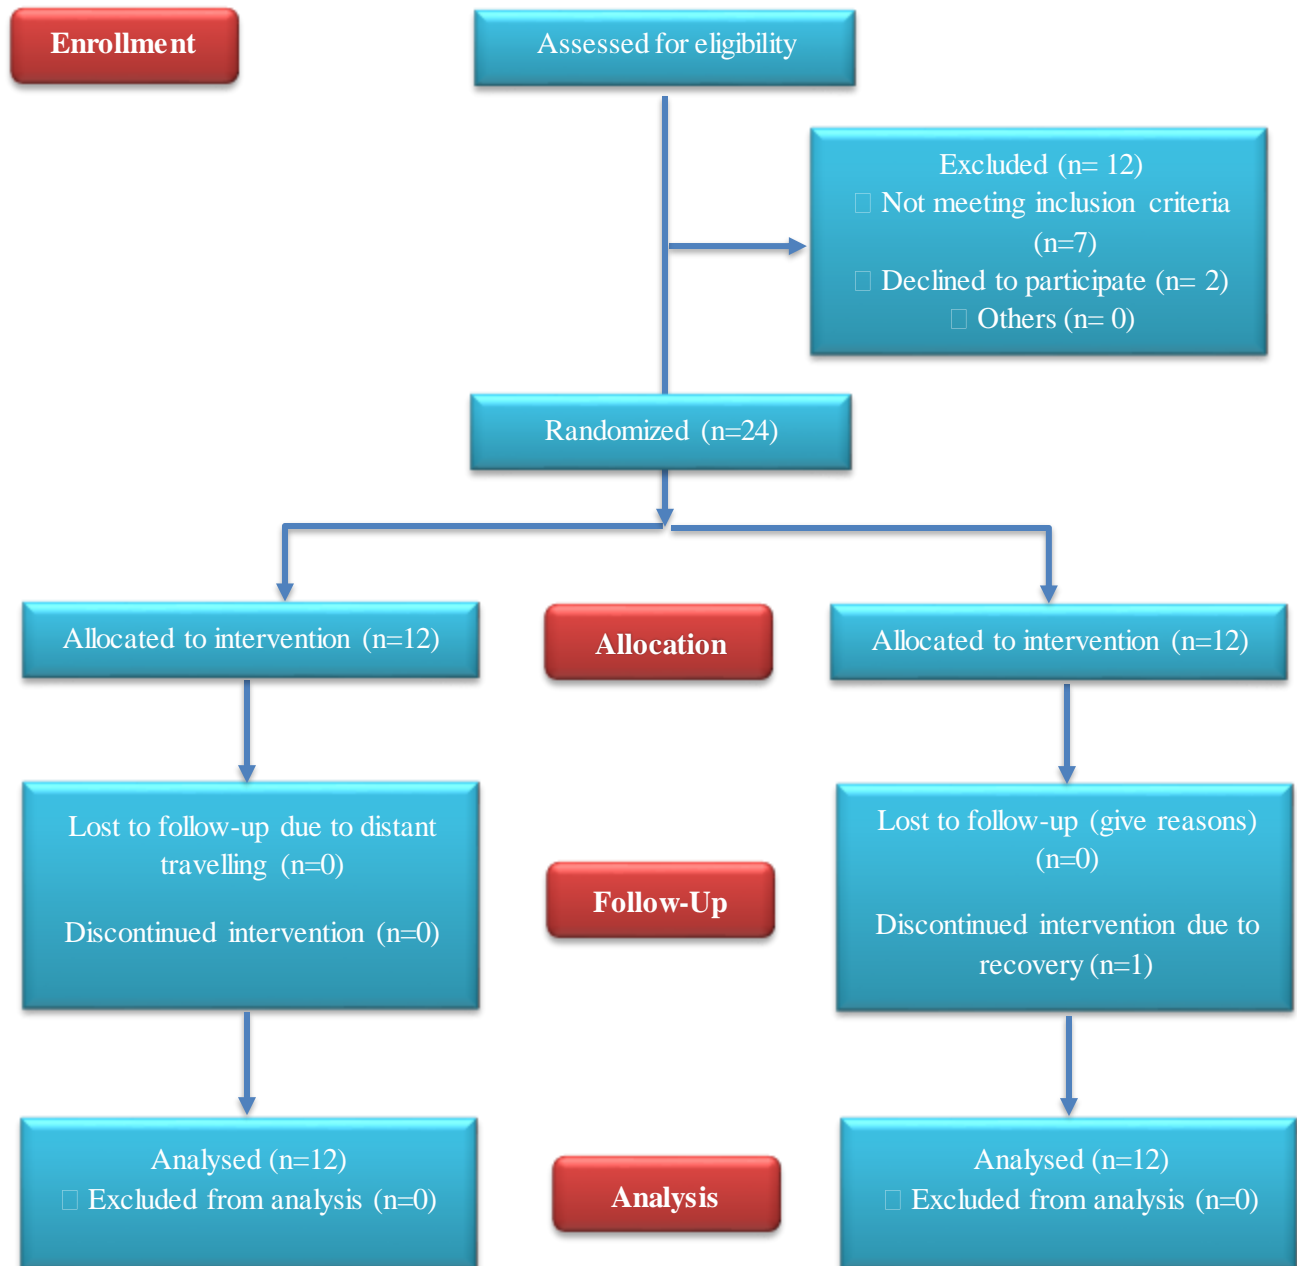 Enrollment
Assessed for eligibility
Excluded (n= 12)
□ Not meeting inclusion criteria
(n=7)
□ Declined to participate (n= 2)
□ Others (n= 0)
Randomized (n=24)
Allocated to intervention (n=12)
Allocation
Allocated to intervention (n=12)
Lost to follow-up due to distant
travelling (n=0)
Discontinued intervention (n=0)
Follow-Up
Lost to follow-up (give reasons)
(n=0)
Discontinued intervention due to
recovery (n=1)
Analysed (n=12)
□ Excluded from analysis (n=0)
Analysis
Analysed (n=12)
□ Excluded from analysis (n=0)